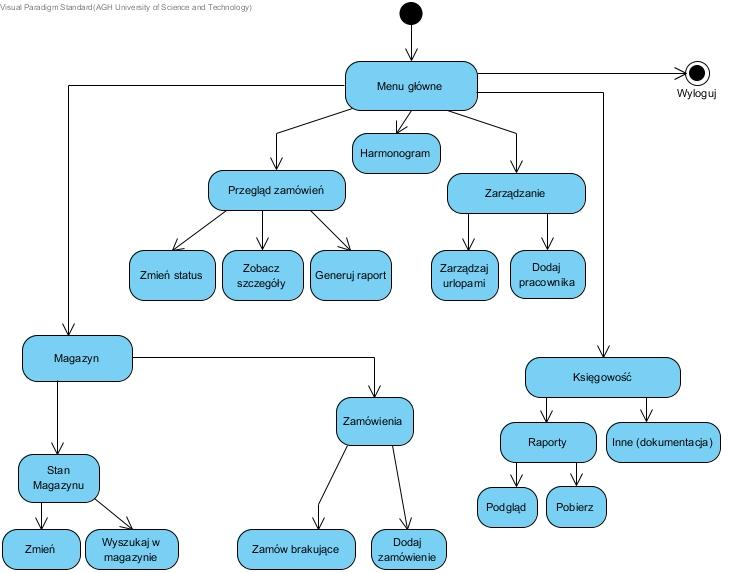 Visual Paradigm Standard(AGH University of Science and Technology)
Menu główne
Wyloguj
Harmonogram
Przegląd zamówień
Zarządzanie
Zmień status
Zobacz
szczegóły
Generuj raport
Zarządzaj
urlopami
Dodaj
pracownika
Magazyn
Księgowość
Zamówienia
Raporty
Inne (dokumentacja)
Stan
Magazynu
Podgląd
Pobierz
Zmień
Wyszukaj w
magazynie
Zamów brakujące
Dodaj
zamówienie